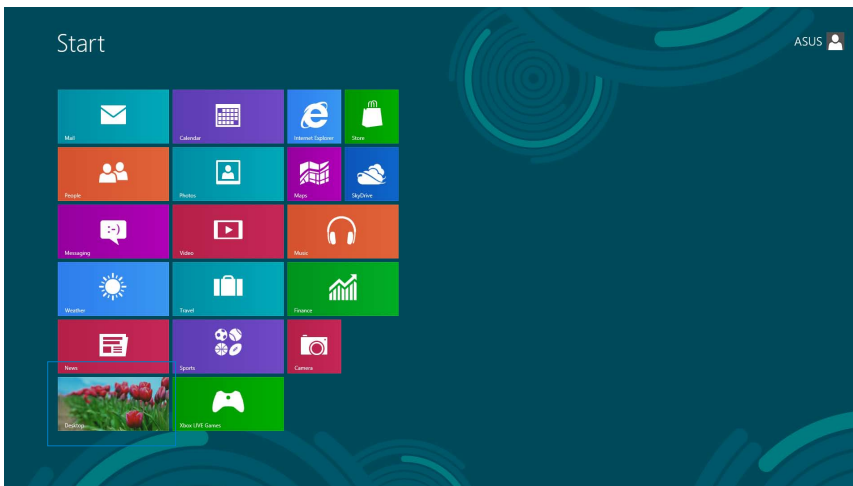 Start
ASUS
Mail
Calendar
Internet Explorer
Store
People
Photos
Maps
SkyDrive
Messaging
:-)
Video
Music
Weather
Travel
Finance
News
Sports
Camera
Desktop
Xbox LIVE Games